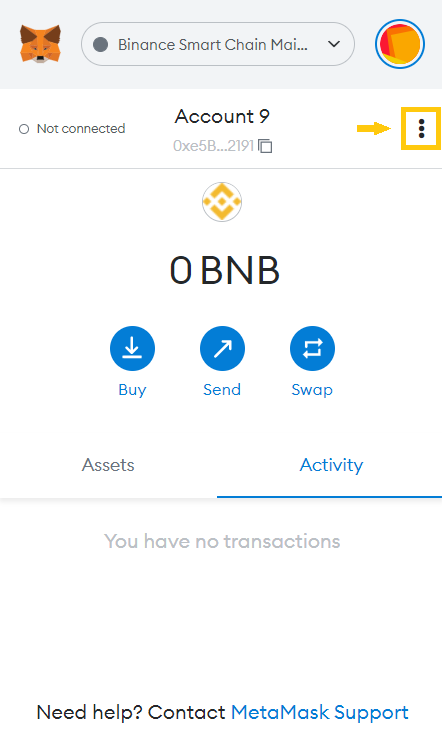 Binance Smart Chain Mai...
Not connected
Account 9
0xe5B...2191
0 BNB
Buy
Send
Swap
Assets
Activity
You have no transactions
Need help? Contact MetaMask Support